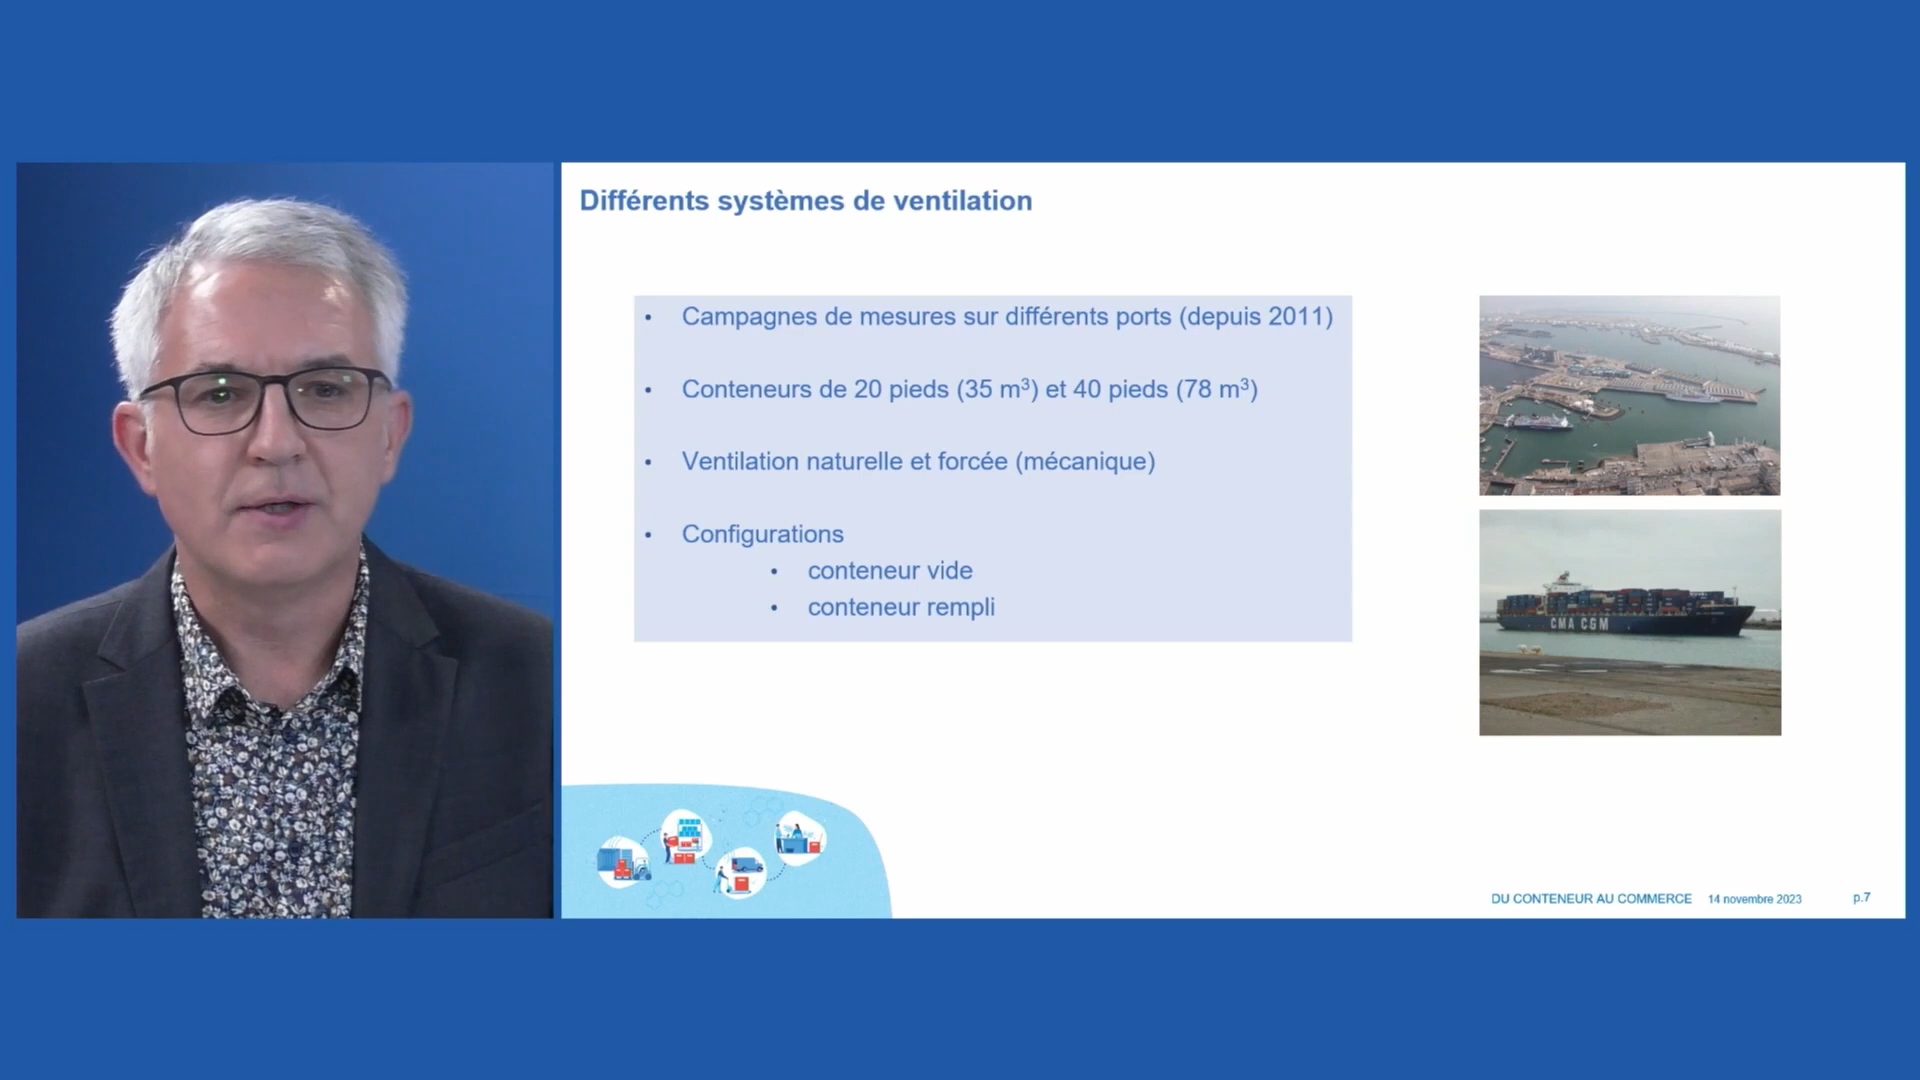 Différents systèmes de ventilation
• Campagnes de mesures sur différents ports (depuis 2011)
• Conteneurs de 20 pieds (35 m³) et 40 pieds (78 m³)
• Ventilation naturelle et forcée (mécanique)
• Configurations
• conteneur vide
• conteneur rempli
CMA CGM
DU CONTENEUR AU COMMERCE 14 novembre 2023 p.7